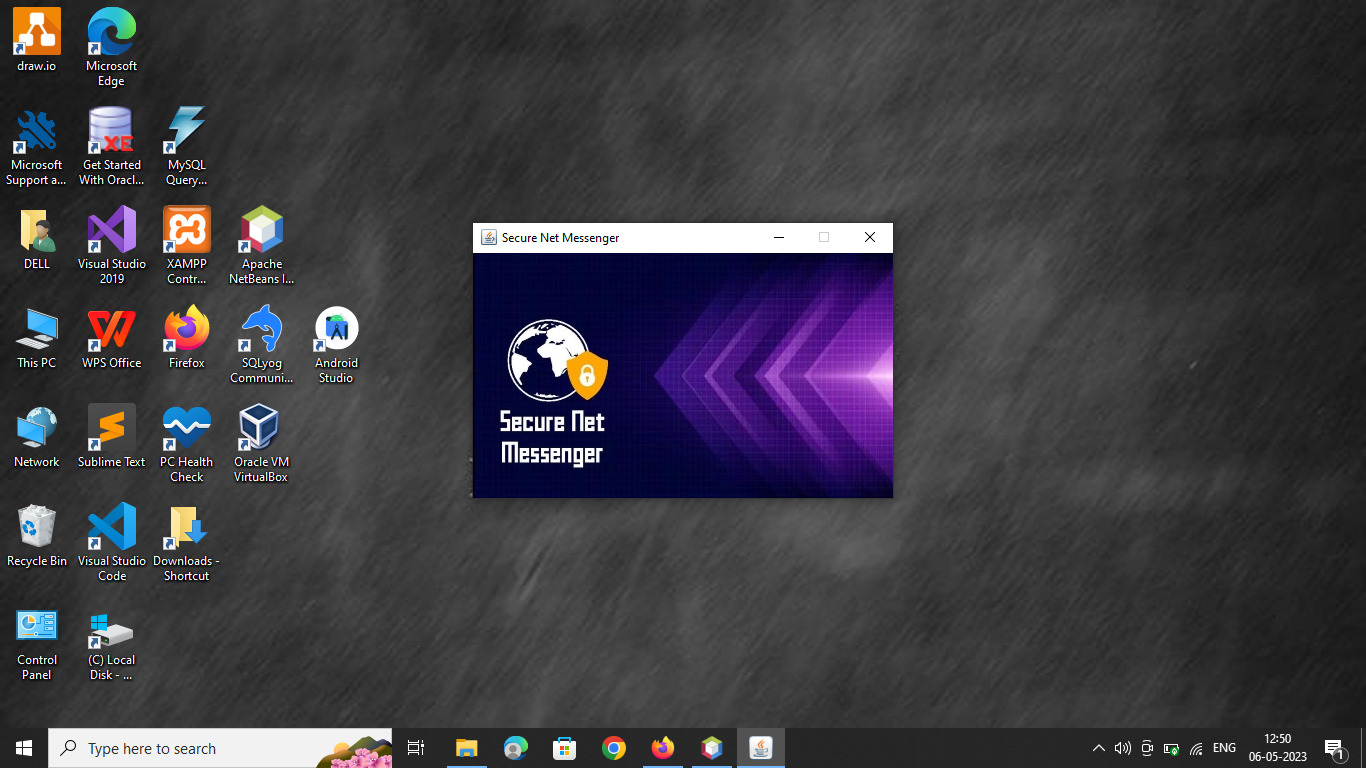 draw.io
Microsoft
Edge
Microsoft
Support a...
Get Started
With Oracl...
XE
MySQL
Query...
DELL
Visual Studio
2019
XAMPP
Contr...
Apache
NetBeans I...
This PC
WPS Office
Firefox
SQLyog
Communi...
Android
Studio
Network
Sublime Text
PC Health
Check
Oracle VM
VirtualBox
Recycle Bin
Visual Studio
Code
Downloads -
Shortcut
Control
Panel
(C) Local
Disk - ...
Secure Net Messenger
Secure Net
Messenger
Type here to search
ENG
12:50
06-05-2023
1